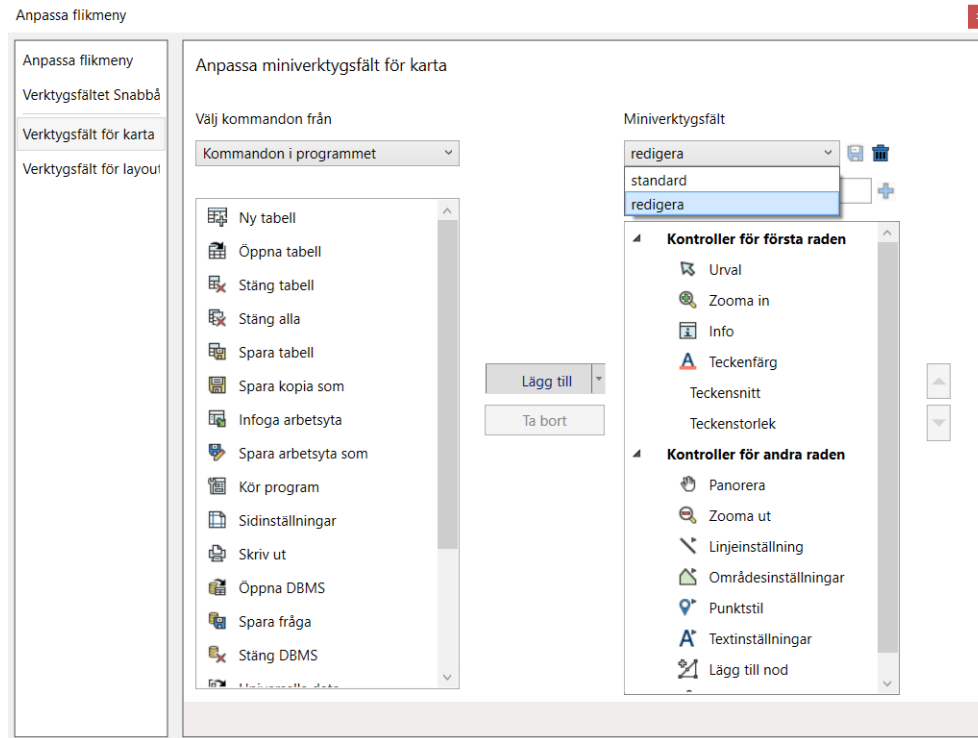 Anpassa flikmeny
Anpassa flikmeny
Verktygsfältet Snabbå
Verktygsfält för karta
Verktygsfält för layout
Anpassa miniverktygsfält för karta
Välj kommandon från
Kommandon i programmet
Ny tabell
Öppna tabell
Stäng tabell
Stäng alla
Spara tabell
Spara kopia som
Infoga arbetsyta
Spara arbetsyta som
Kör program
Sidinställningar
Skriv ut
Öppna DBMS
Spara fråga
Stäng DBMS
Lägg till
Ta bort
Miniverktygsfält
redigera
standard
redigera
Kontroller för första raden
Urval
Zooma in
Info
Teckenfärg
Teckensnitt
Teckenstorlek
Kontroller för andra raden
Panorera
Zooma ut
Linjeinställning
Områdesinställningar
Punktstil
Textinställningar
Lägg till nod